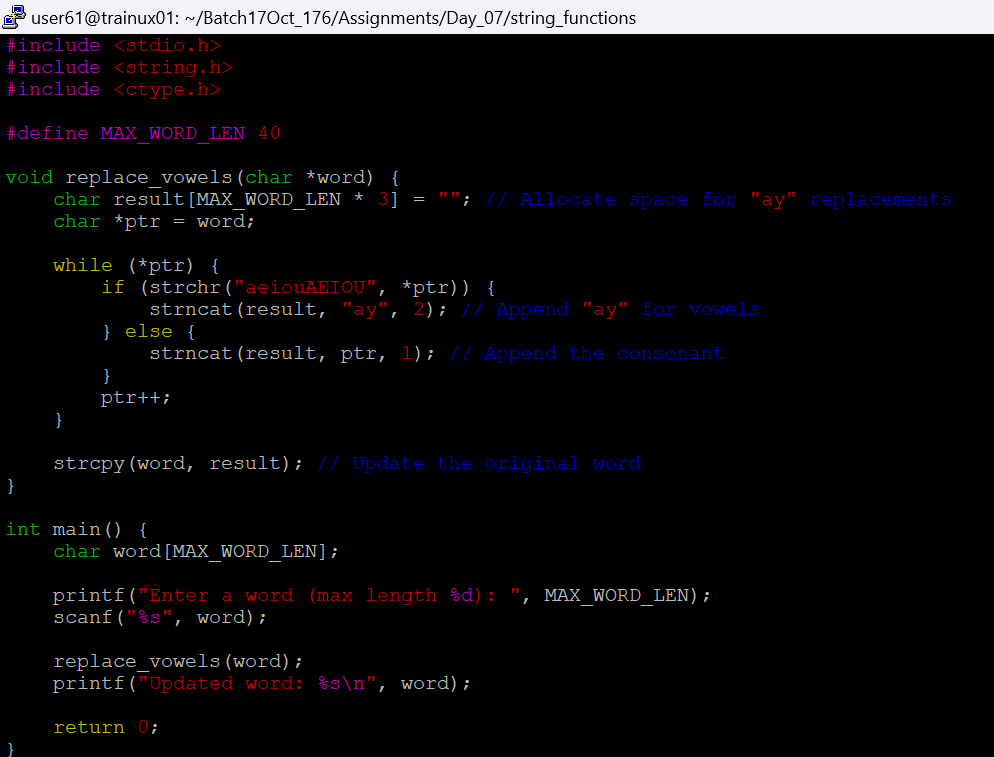 user61@trainux01: ~/Batch17Oct_176/Assignments/Day_07/string_functions
#include <stdio.h>
#include <string.h>
#include <ctype.h>

#define MAX_WORD_LEN 40

void replace_vowels(char *word) {
    char result[MAX_WORD_LEN * 3] = ""; // Allocate space for "ay" replacements
    char *ptr = word;

    while (*ptr) {
        if (strchr("aeiouAEIOU", *ptr)) {
            strncat(result, "ay", 2); // Append "ay" for vowels
        } else {
            strncat(result, ptr, 1); // Append the consonant
        }
        ptr++;
    }

    strcpy(word, result); // Update the original word
}

int main() {
    char word[MAX_WORD_LEN];

    printf("Enter a word (max length %d): ", MAX_WORD_LEN);
    scanf("%s", word);

    replace_vowels(word);
    printf("Updated word: %s\n", word);

    return 0;
}